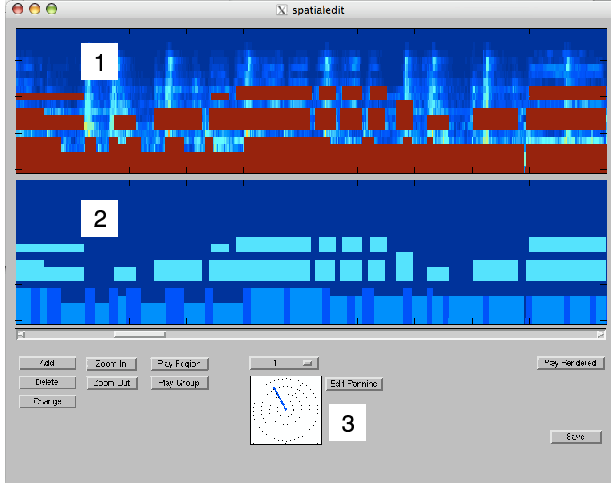 spatialedit
1
2
Add
Zoom In
Play Region
1
Play Rendered
Delete
Zoom Out
Play Group
Edit Panning
Change
3
Save